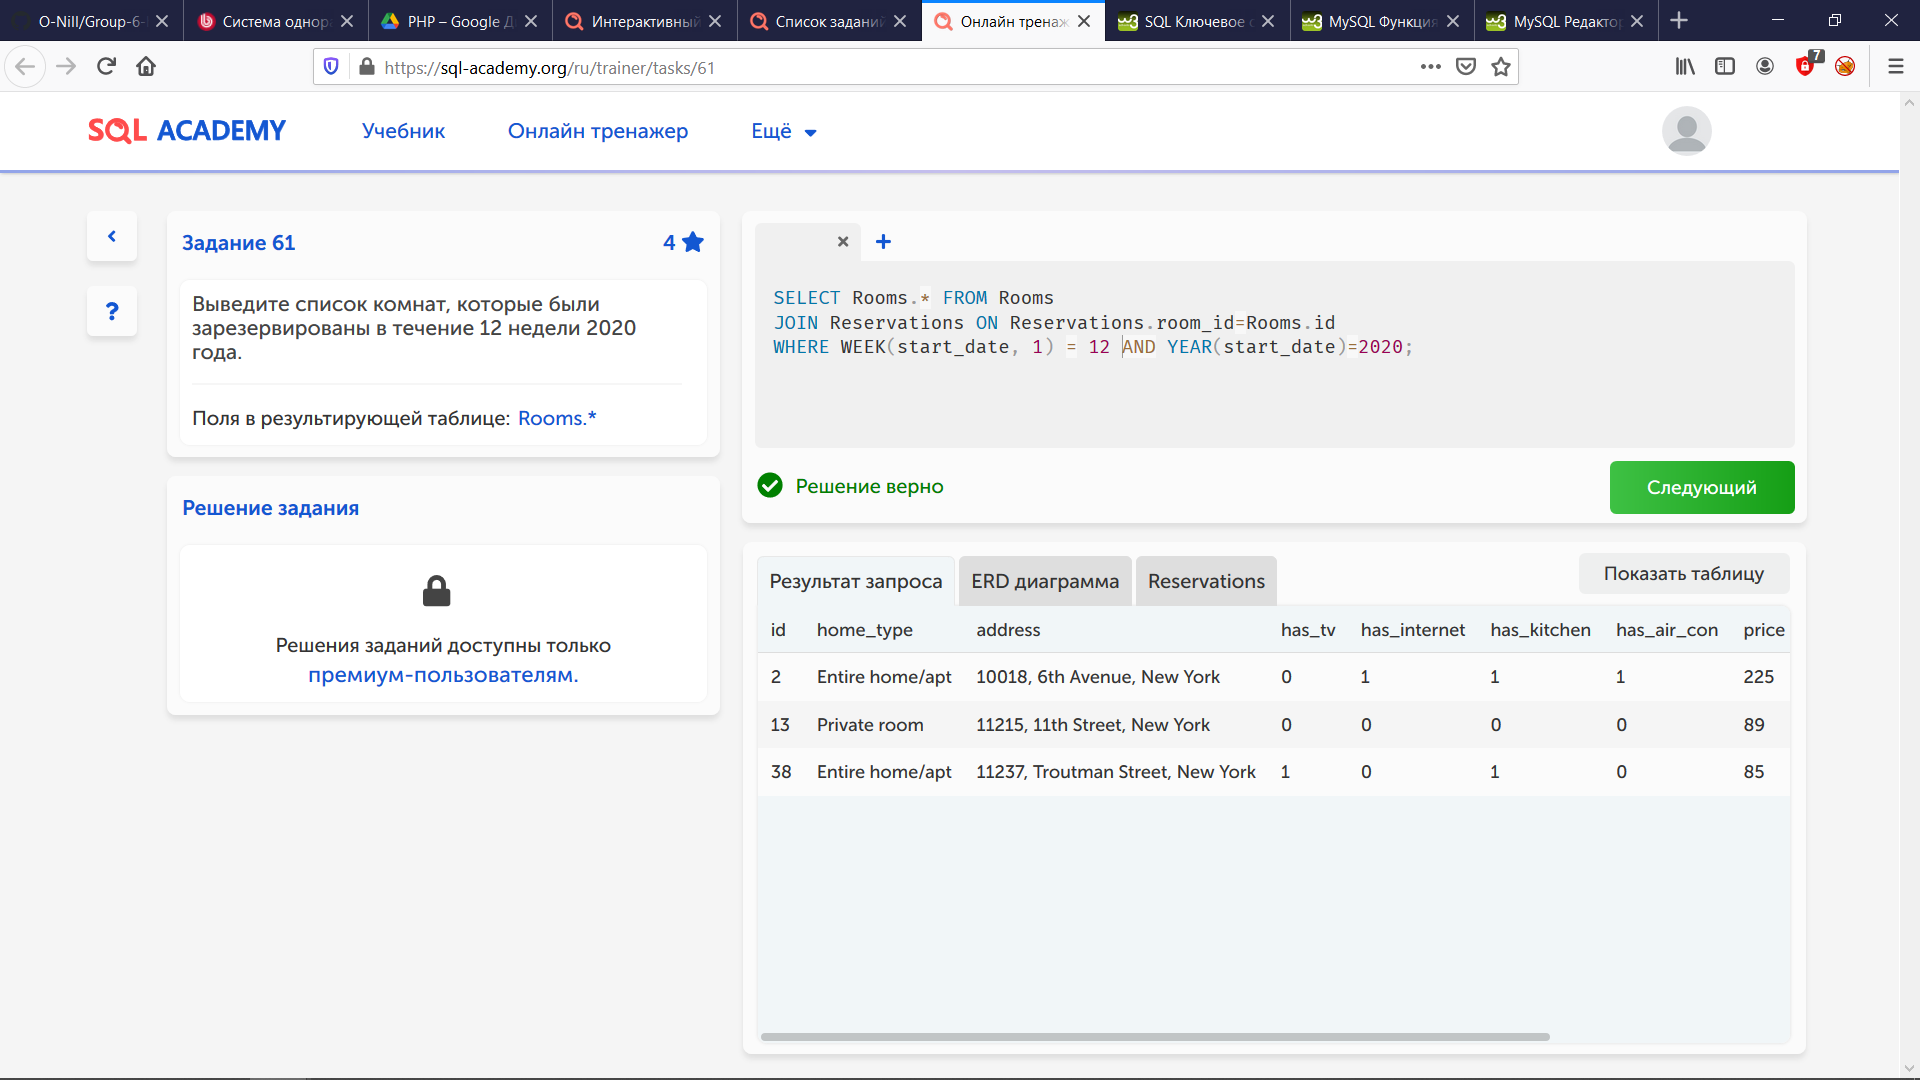 O-Nill/Group-6-
Система однор
PHP – Google Д
Интерактивный
Список заданий
Онлайн тренаж
SQL Ключевое с
MySQL Функция
MySQL Редактор
https://sql-academy.org/ru/trainer/tasks/61
7
SQL ACADEMY
Учебник
Онлайн тренажер
Ещё
Задание 61
4
Выведите список комнат, которые были
зарезервированы в течение 12 недели 2020
года.
Поля в результирующей таблице: Rooms.*
Решение задания
Решения заданий доступны только
премиум-пользователям.
SELECT Rooms.* FROM Rooms
JOIN Reservations ON Reservations.room_id=Rooms.id
WHERE WEEK(start_date, 1) = 12 AND YEAR(start_date)=2020;
Решение верно
Следующий
Результат запроса
ERD диаграмма
Reservations
Показать таблицу
id home_type address has_tv has_internet has_kitchen has_air_con price
2 Entire home/apt 10018, 6th Avenue, New York 0 1 1 1 225
13 Private room 11215, 11th Street, New York 0 0 0 0 89
38 Entire home/apt 11237, Troutman Street, New York 1 0 1 0 85